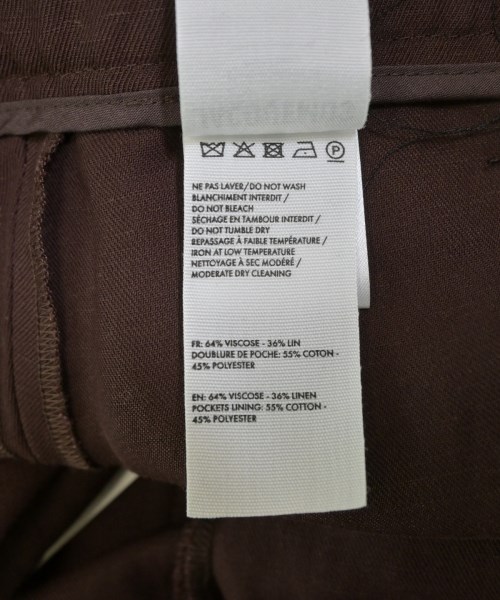 NE PAS LAVER/DO NOT WASH
BLANCHIMENT INTERDIT /
DO NOT BLEACH
SÉCHAGE EN TAMBOUR INTERDIT /
DO NOT TUMBLE DRY
REPASSAGE À FAIBLE TEMPÉRATURE /
IRON AT LOW TEMPERATURE
NETTOYAGE À SEC MODÉRÉ /
MODERATE DRY CLEANING
FR: 64% VISCOSE - 36% LIN
DOUBLURE DE POCHE: 55% COTON -
45% POLYESTER
EN: 64% VISCOSE - 36% LINEN
POCKETS LINING: 55% COTTON -
45% POLYESTER